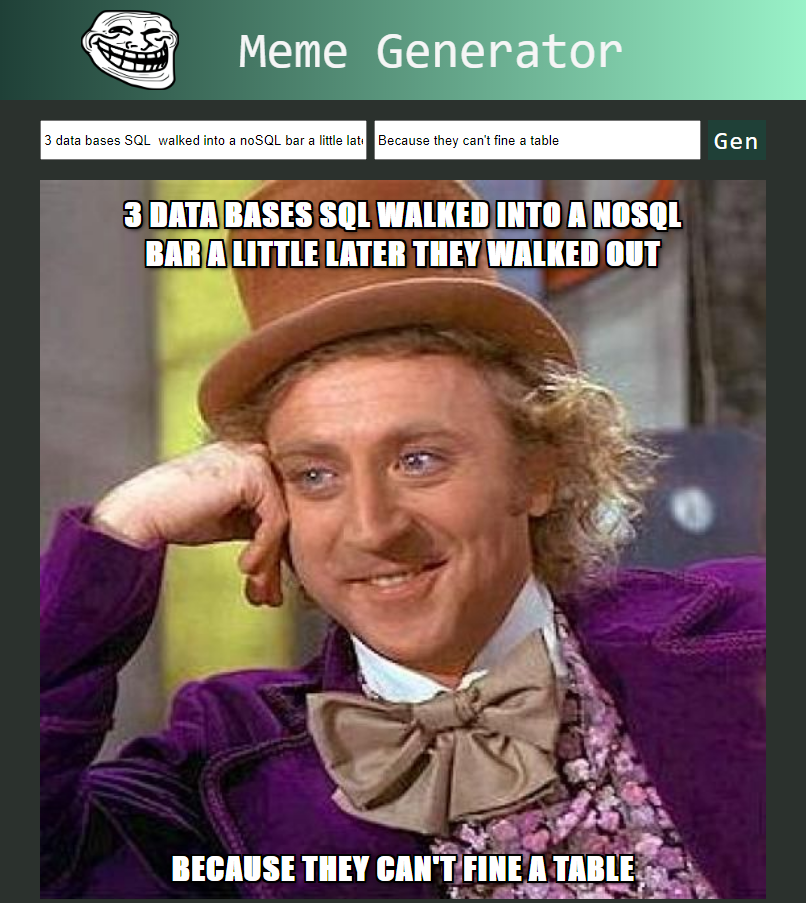 Meme Generator
3 data bases SQL  walked into a noSQL bar a little late
Because they can't fine a table
Gen
3 DATA BASES SQL WALKED INTO A NOSQL
BAR A LITTLE LATER THEY WALKED OUT
BECAUSE THEY CAN'T FINE A TABLE